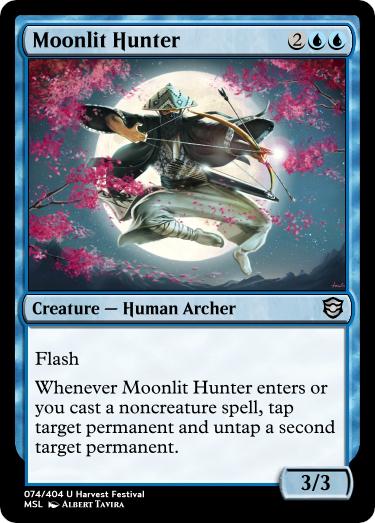 Moonlit Hunter 2
Creature — Human Archer
Flash
Whenever Moonlit Hunter enters or
you cast a noncreature spell, tap
target permanent and untap a second
target permanent.
3/3
074/404 U Harvest Festival
MSL Albert Tavira